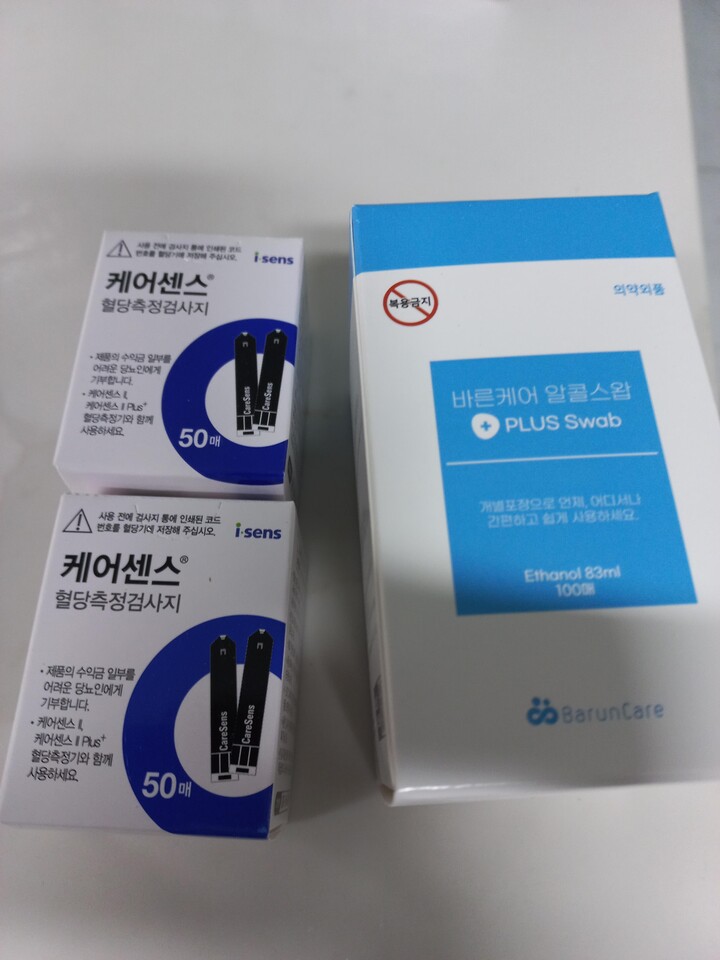 사용 전에 검사지 통에 인쇄된 코드
번호를 혈당기에 저장해 주십시오.
i·sens
케어센스®
혈당측정검사지
• 제품의 수익금 일부를
어려운 당뇨인에게
기부합니다.
• 케어센스 II,
케어센스 II Plus+
혈당측정기와 함께
사용하세요.
CareSens
CareSens
50매
사용 전에 검사지 통에 인쇄된 코드
번호를 혈당기에 저장해 주십시오.
i·sens
케어센스®
혈당측정검사지
• 제품의 수익금 일부를
어려운 당뇨인에게
기부합니다.
• 케어센스 II,
케어센스 II Plus+
혈당측정기와 함께
사용하세요.
CareSens
CareSens
50매
복용금지
의약외품
바른케어 알콜스왑
PLUS Swab
개별포장으로 언제, 어디서나
간편하고 쉽게 사용하세요.
Ethanol 83ml
100매
BarunCare